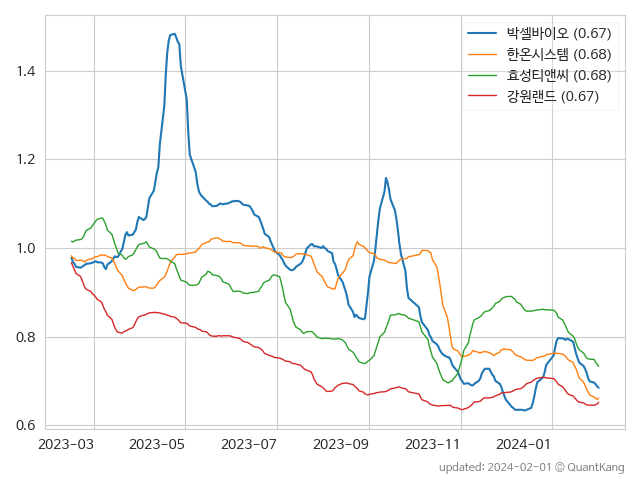 박셀바이오 (0.67)
한온시스템 (0.68)
효성티앤씨 (0.68)
강원랜드 (0.67)
1.4
1.2
1.0
0.8
0.6
2023-03 2023-05 2023-07 2023-09 2023-11 2024-01
updated: 2024-02-01 © QuantKang